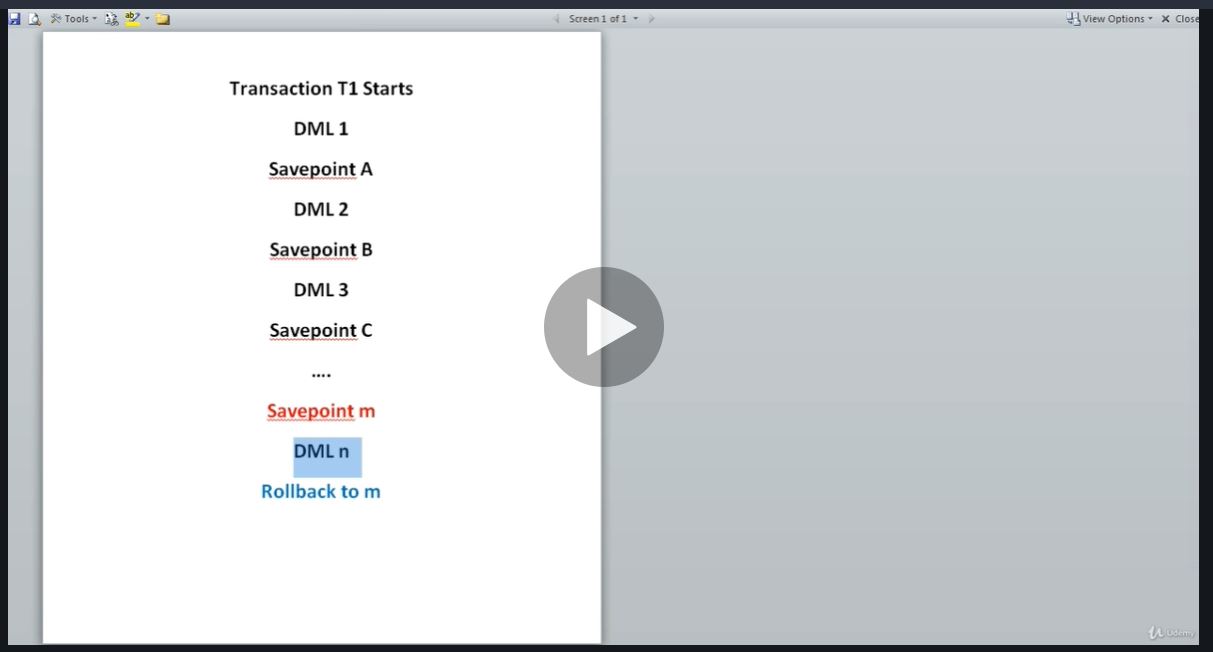 Tools
Screen 1 of 1
View Options
Close
Transaction T1 Starts
DML 1
Savepoint A
DML 2
Savepoint B
DML 3
Savepoint C
....
Savepoint m
DML n
Rollback to m
Udemy